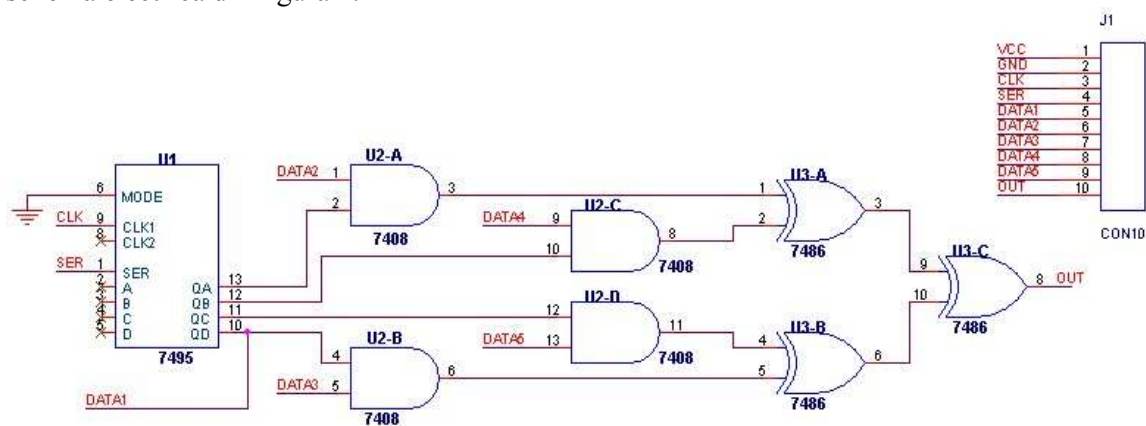 J1
VCC 1
GND 2
CLK 3
SER 4
DATA1 5
DATA2 6
DATA3 7
DATA4 8
DATA5 9
OUT 10
CON10
U1
6 MODE
CLK 9 CLK1
8 CLK2
SER 1 SER
2 A QA 13
3 B QB 12
4 C QC 11
5 D QD 10
7495
DATA1
U2-A
DATA2 1
2
3
7408
U2-C
DATA4 9
10
8
7408
U2-D
12
DATA5 13
11
7408
U2-B
4
DATA3 5
6
7408
U3-A
1
2
3
7486
U3-B
4
5
6
7486
U3-C
9
10
8 OUT
7486